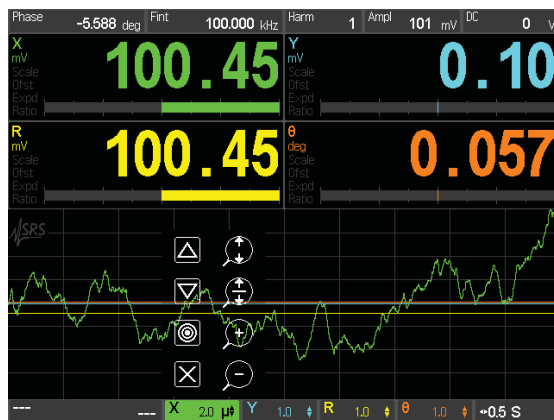 Phase -5.588 deg Fint 100.000 kHz Harm 1 Ampl 101 mV DC 0 V
X mV Scale Ofst Expd Ratio 100.45
Y mV Scale Ofst Expd Ratio 0.10
R mV Scale Ofst Expd Ratio 100.45
θ deg Scale Ofst Expd Ratio 0.057
SRS
--- --- X 2.0 µ Y 1.0 R 1.0 θ 1.0 0.5 S